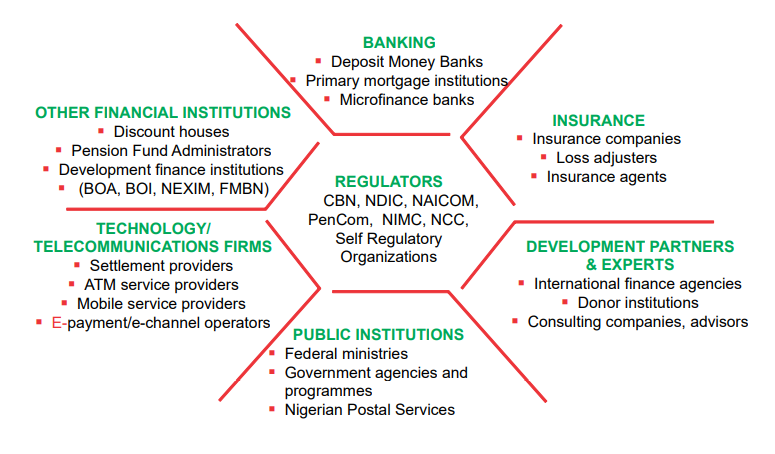 BANKING
▪ Deposit Money Banks
▪ Primary mortgage institutions
▪ Microfinance banks
OTHER FINANCIAL INSTITUTIONS
▪ Discount houses
▪ Pension Fund Administrators
▪ Development finance institutions
▪ (BOA, BOI, NEXIM, FMBN)
INSURANCE
▪ Insurance companies
▪ Loss adjusters
▪ Insurance agents
REGULATORS
CBN, NDIC, NAICOM,
PenCom, NIMC, NCC,
Self Regulatory
Organizations
TECHNOLOGY/
TELECOMMUNICATIONS FIRMS
▪ Settlement providers
▪ ATM service providers
▪ Mobile service providers
▪ E-payment/e-channel operators
DEVELOPMENT PARTNERS
& EXPERTS
▪ International finance agencies
▪ Donor institutions
▪ Consulting companies, advisors
PUBLIC INSTITUTIONS
▪ Federal ministries
▪ Government agencies and
programmes
▪ Nigerian Postal Services